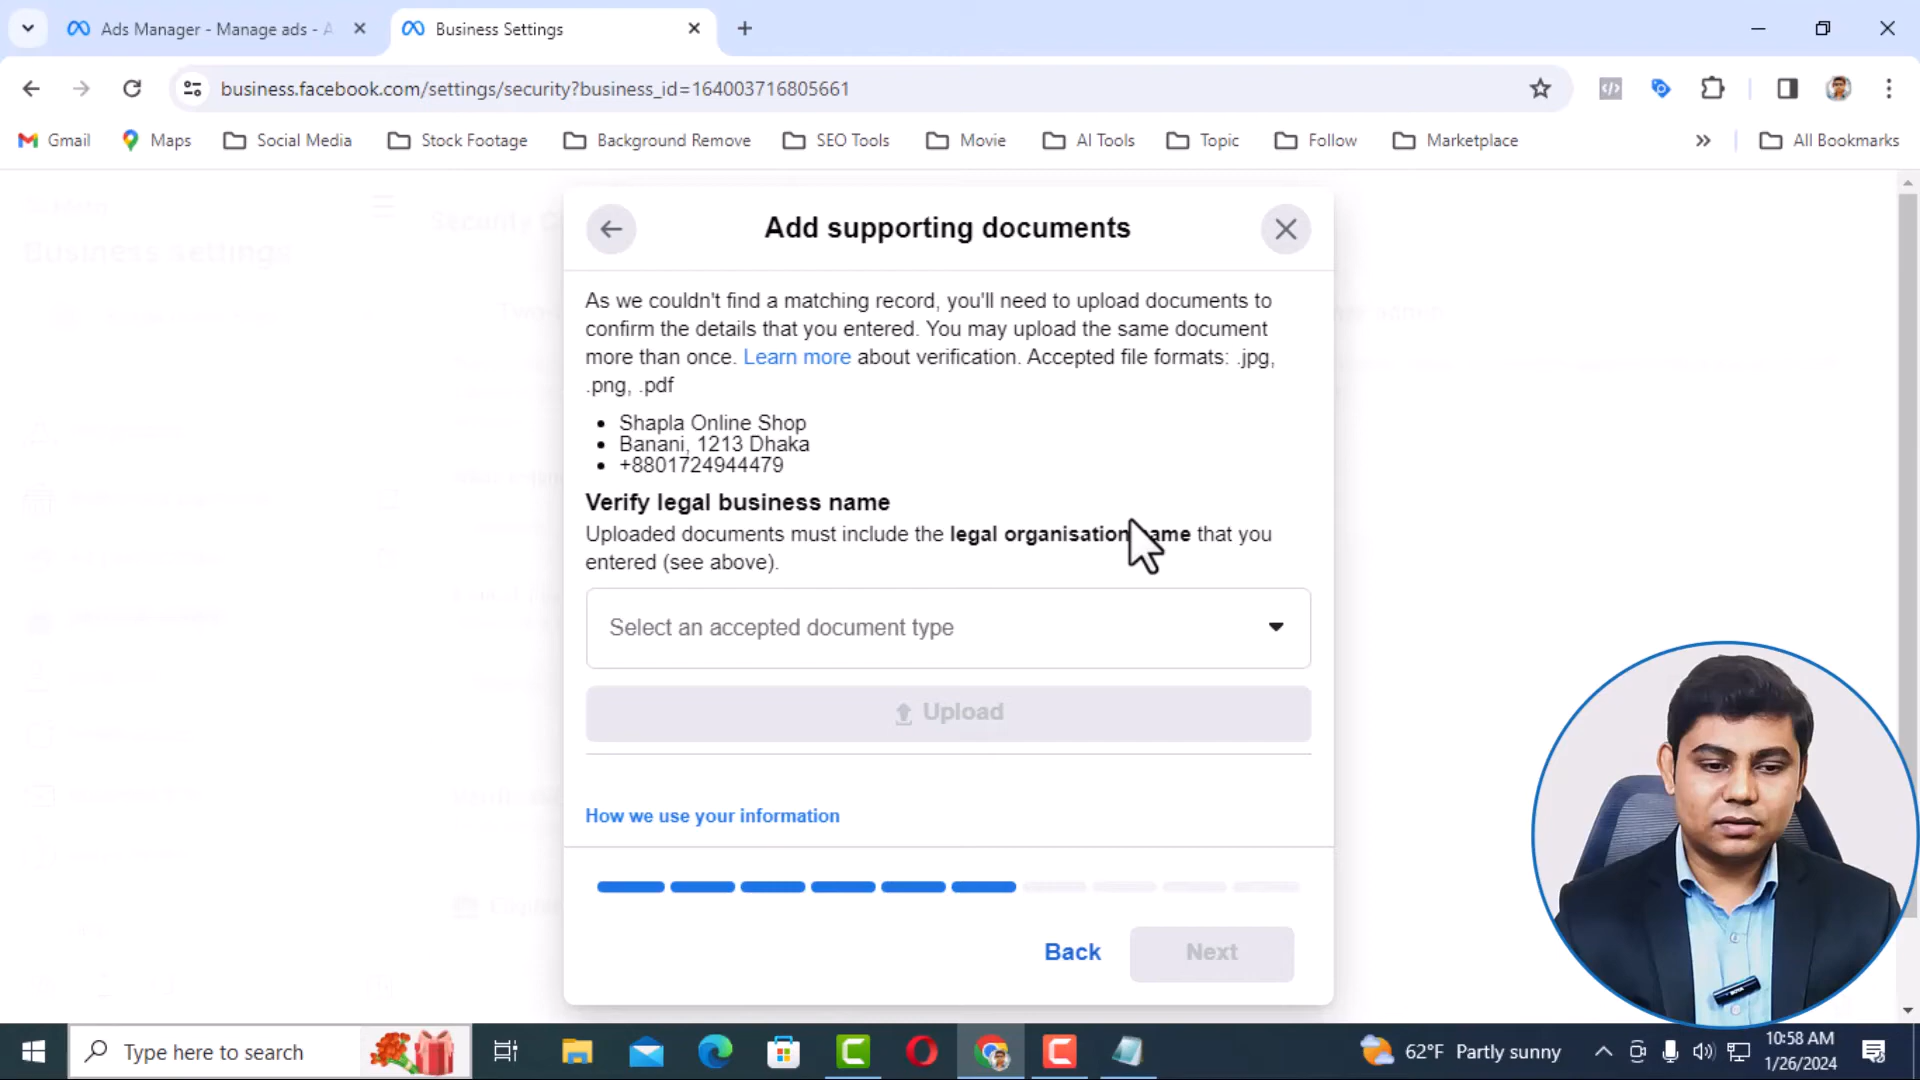 Ads Manager - Manage ads - A
Business Settings
business.facebook.com/settings/security?business_id=164003716805661
Gmail
Maps
Social Media
Stock Footage
Background Remove
SEO Tools
Movie
AI Tools
Topic
Follow
Marketplace
All Bookmarks
Business Settings
Security C
Add supporting documents
As we couldn't find a matching record, you'll need to upload documents to
confirm the details that you entered. You may upload the same document
more than once. Learn more about verification. Accepted file formats: .jpg,
.png, .pdf
• Shapla Online Shop
• Banani, 1213 Dhaka
• +8801724944479
Verify legal business name
Uploaded documents must include the legal organisation name that you
entered (see above).
Select an accepted document type
Upload
How we use your information
Back
Next
Type here to search
62°F Partly sunny
10:58 AM
1/26/2024